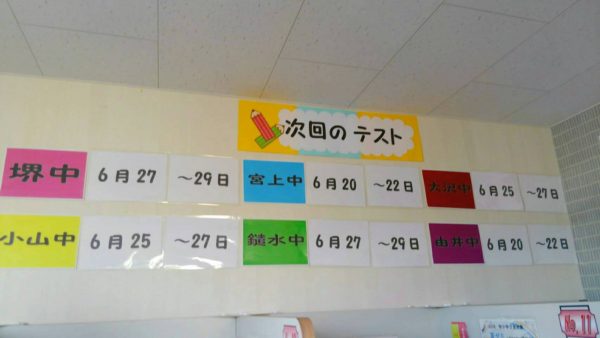 次回の テスト
堺中 6月27 ～29日 宮上中 6月20 ～22日 大沢中 6月25 ～27日
小山中 6月25 ～27日 鑓水中 6月27 ～29日 由井中 6月20 ～22日
No.11